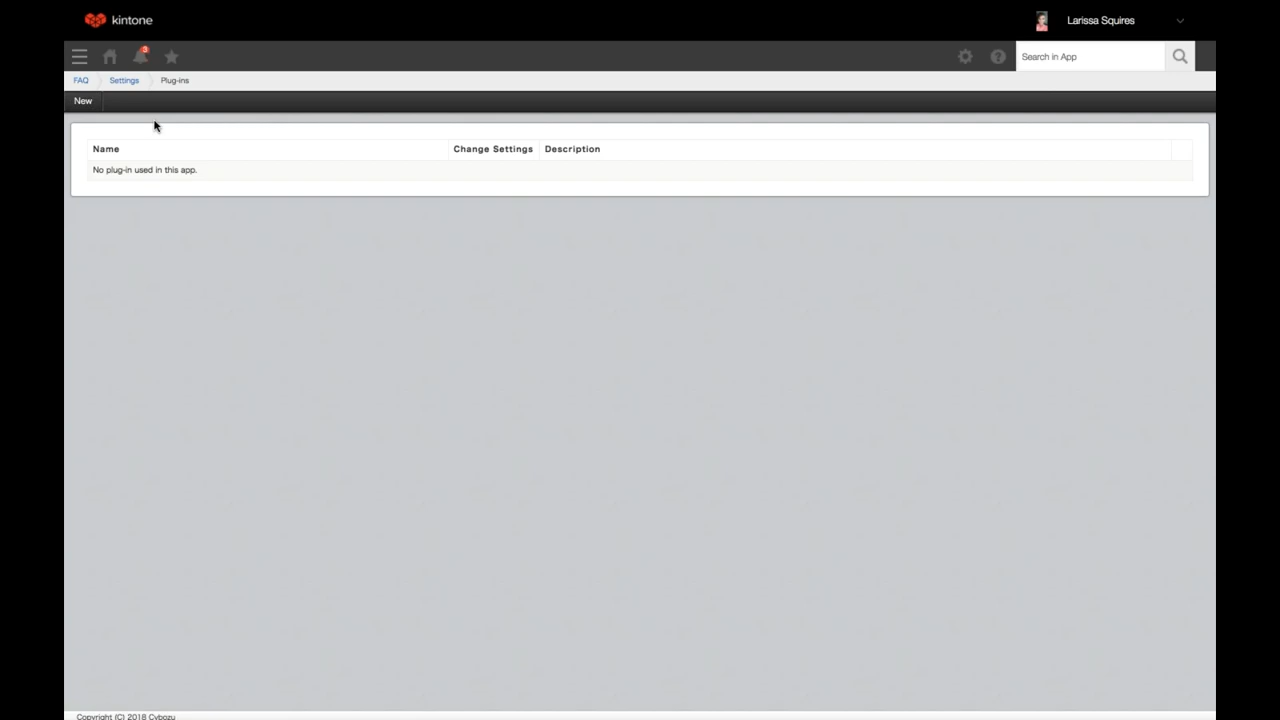 kintone
Larissa Squires
3
Search in App
FAQ Settings Plug-ins
New
Name Change Settings Description
No plug-in used in this app.
Copyright (C) 2018 Cybozu